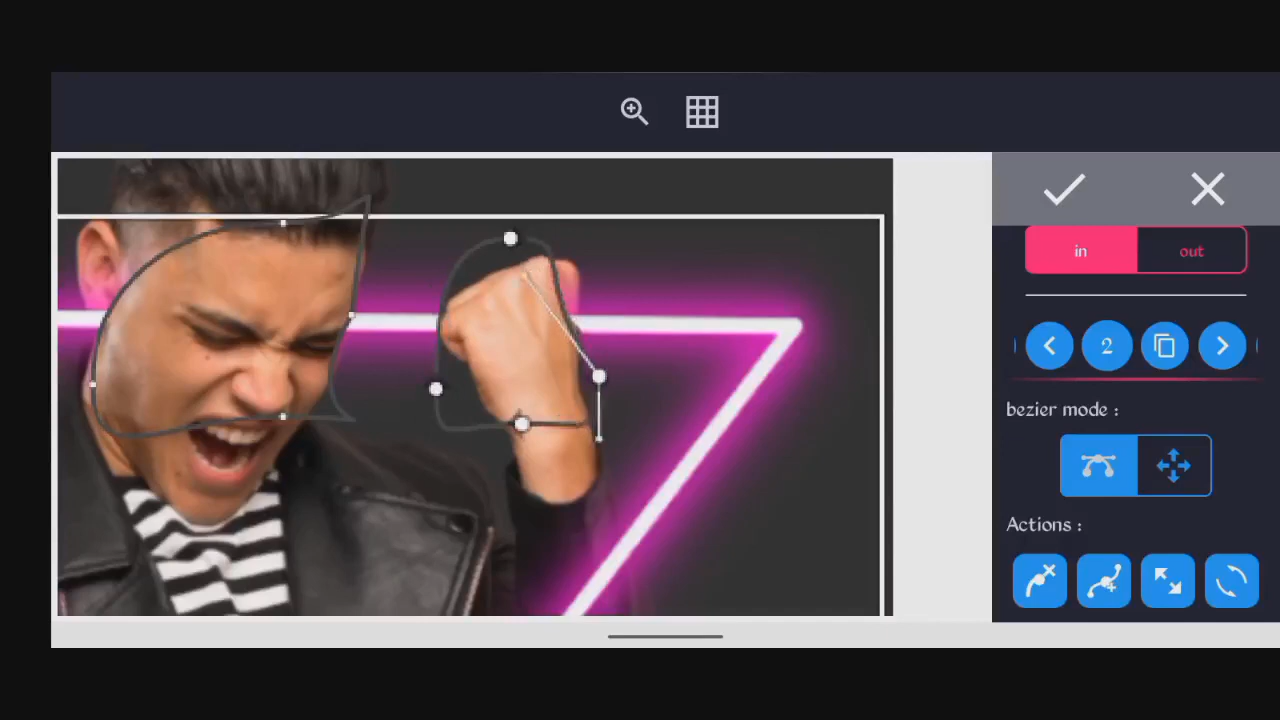 in out
2
bezier mode :
Actions :